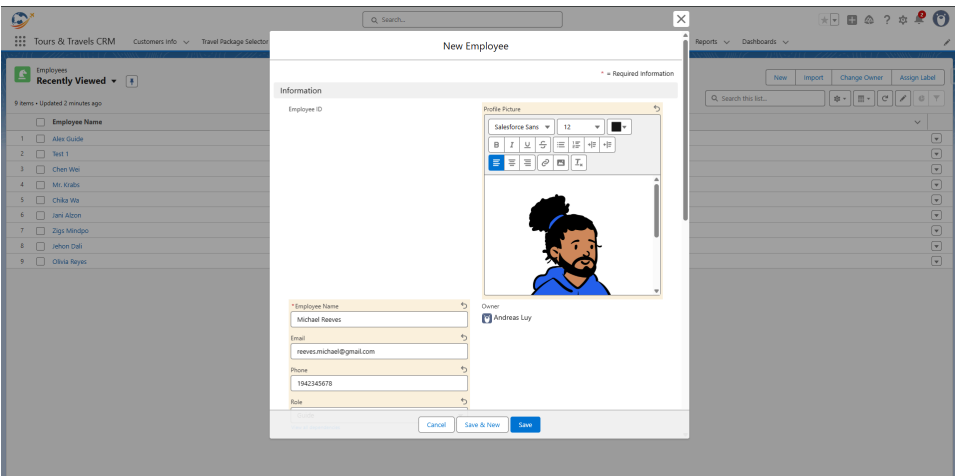 Search...
Tours & Travels CRM
Customers Info
Travel Package Selector
Reports
Dashboards
New Employee
* = Required Information
Information
Employee ID
Profile Picture
Salesforce Sans
12
B I U S
*Employee Name
Michael Reeves
Owner
Andreas Luy
Email
reeves.michael@gmail.com
Phone
1942345678
Role
Cancel
Save & New
Save
Employees
Recently Viewed
9 items • Updated 2 minutes ago
New
Import
Change Owner
Assign Label
Search this list...
Employee Name
1 Alex Guide
2 Test 1
3 Chen Wei
4 Mr. Krabs
5 Chika Wa
6 Jani Alzon
7 Zigs Mindpo
8 Jehon Dali
9 Olivia Reyes